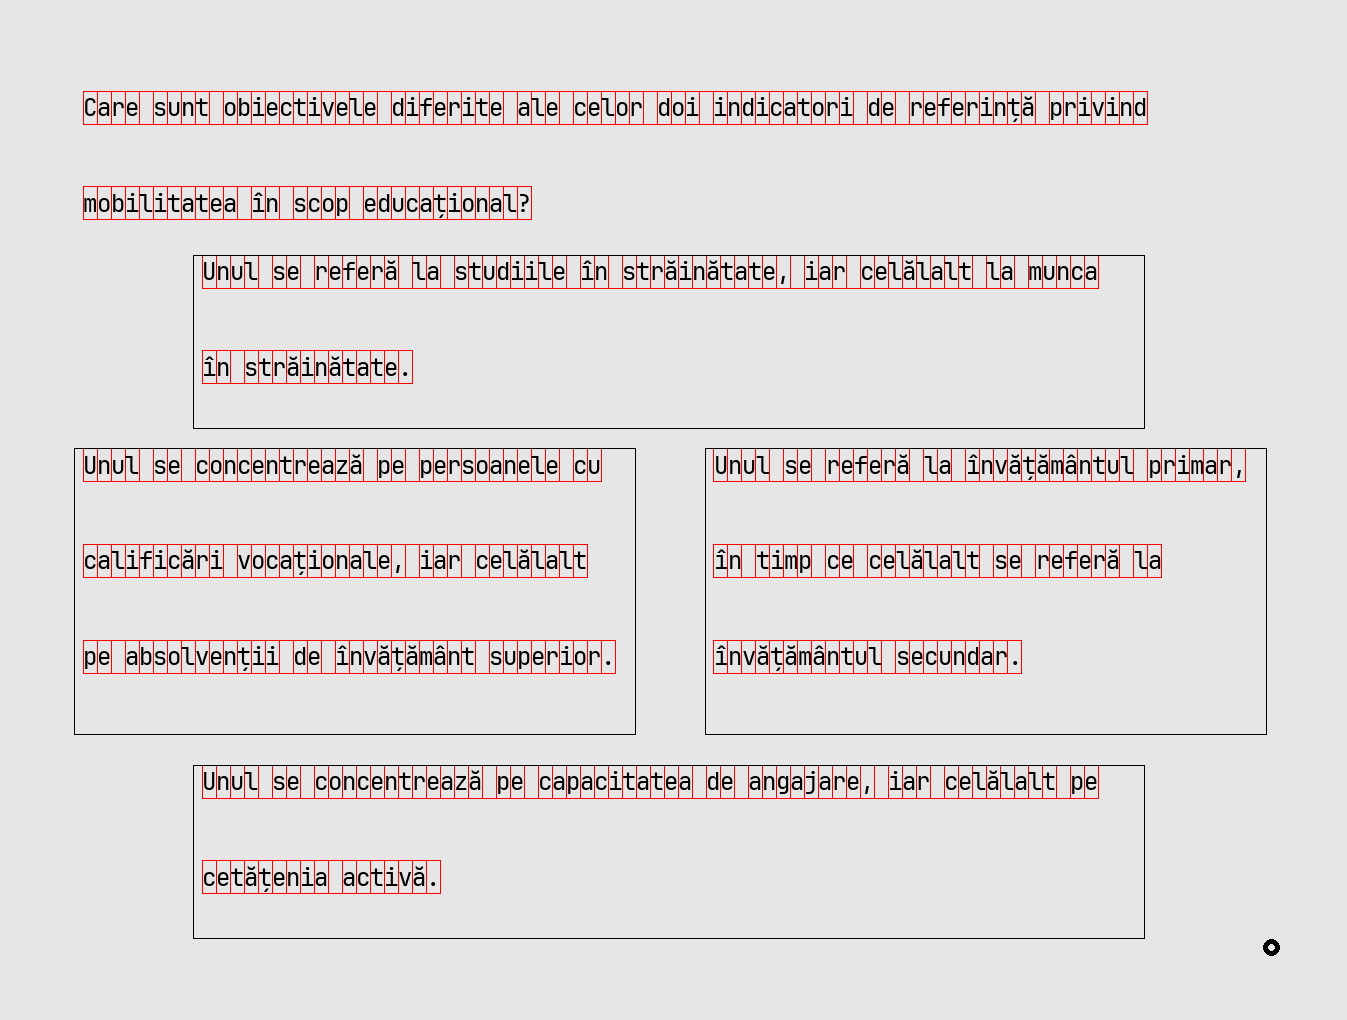 Care sunt obiectivele diferite ale celor doi indicatori de referință privind
mobilitatea în scop educațional?
Unul se referă la studiile în străinătate, iar celălalt la munca
în străinătate.
Unul se concentrează pe persoanele cu
calificări vocaționale, iar celălalt
pe absolvenții de învățământ superior.
Unul se referă la învățământul primar,
în timp ce celălalt se referă la
învățământul secundar.
Unul se concentrează pe capacitatea de angajare, iar celălalt pe
cetățenia activă.